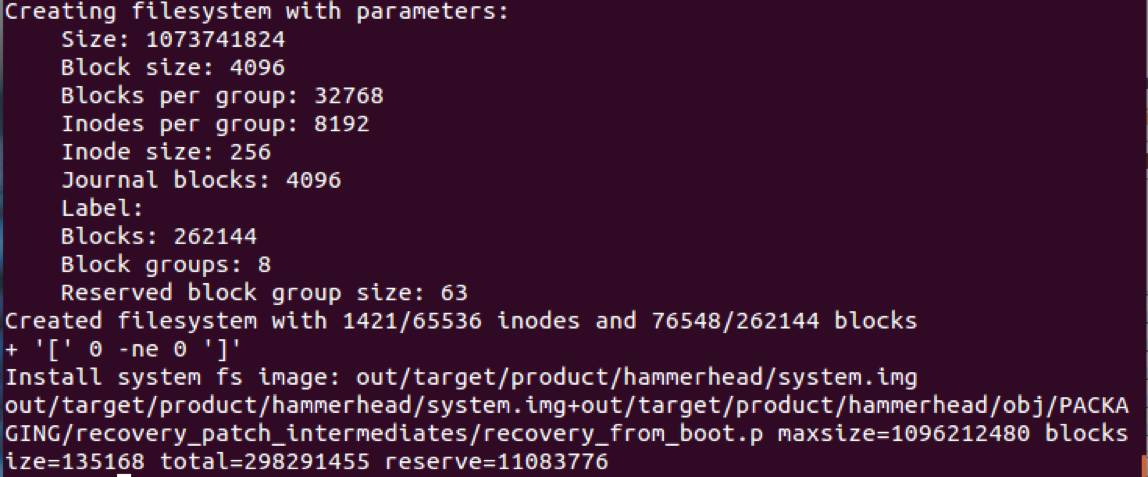 Creating filesystem with parameters:
    Size: 1073741824
    Block size: 4096
    Blocks per group: 32768
    Inodes per group: 8192
    Inode size: 256
    Journal blocks: 4096
    Label:
    Blocks: 262144
    Block groups: 8
    Reserved block group size: 63
Created filesystem with 1421/65536 inodes and 76548/262144 blocks
+ '[' 0 -ne 0 ']'
Install system fs image: out/target/product/hammerhead/system.img
out/target/product/hammerhead/system.img+out/target/product/hammerhead/obj/PACKA
GING/recovery_patch_intermediates/recovery_from_boot.p maxsize=1096212480 blocks
ize=135168 total=298291455 reserve=11083776